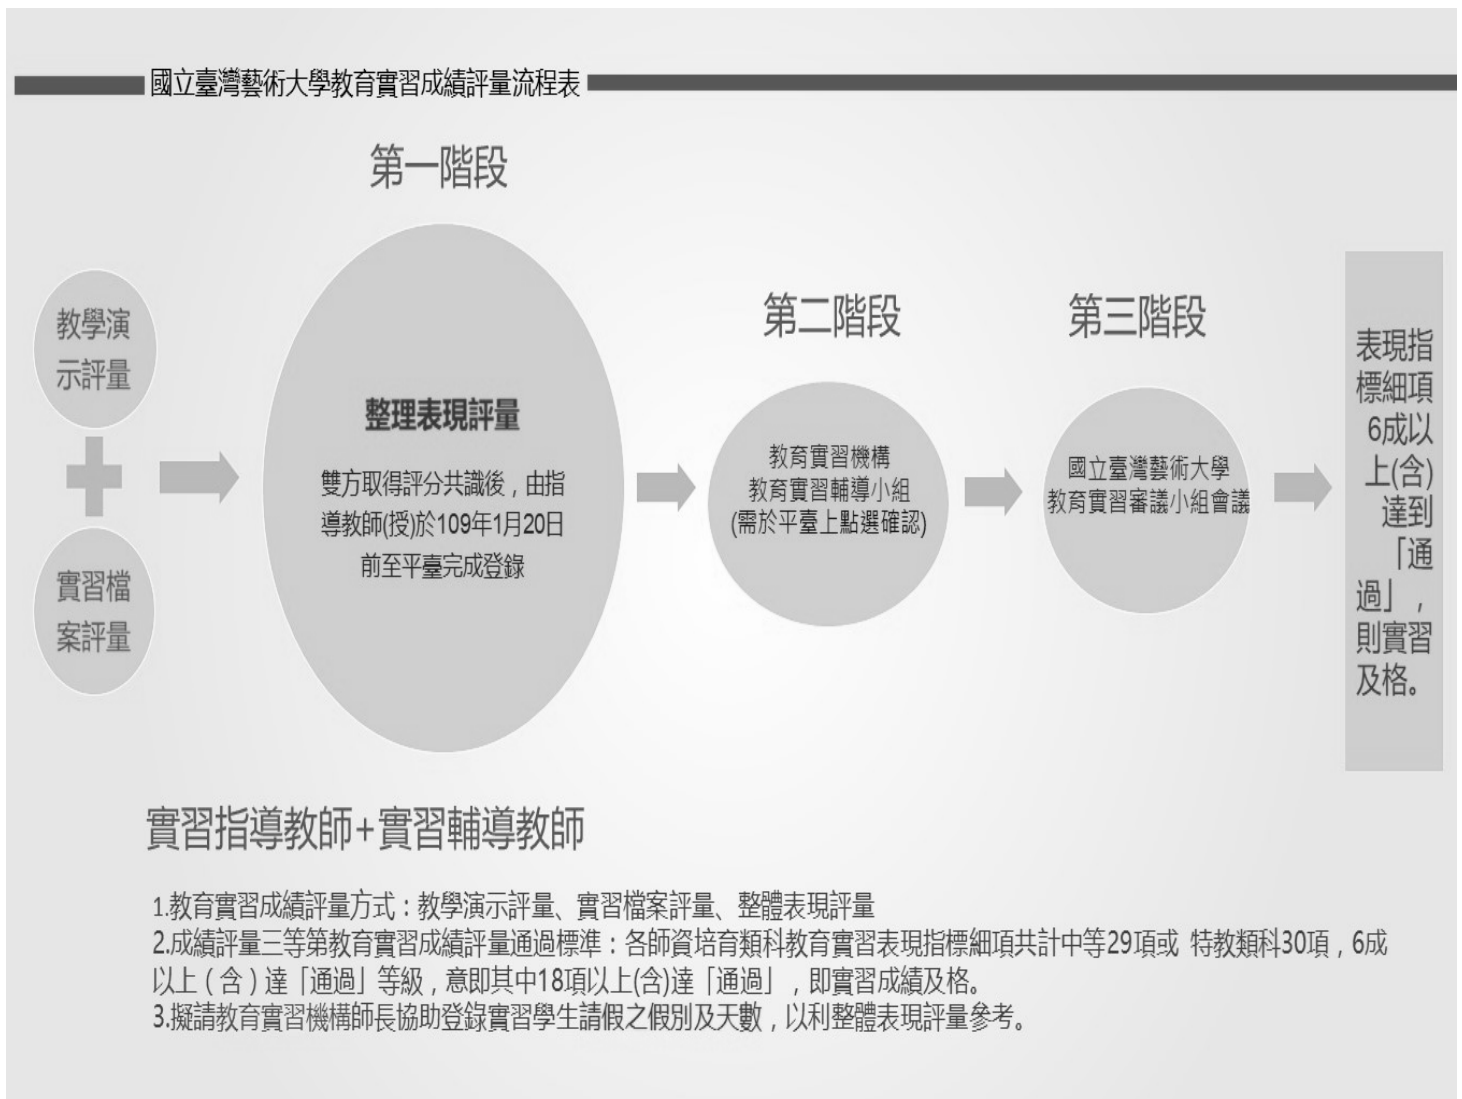 國立臺灣藝術大學教育實習成績評量流程表
第一階段
教學演
示評量
實習檔
案評量
整理表現評量
雙方取得評分共識後，由指
導教師(授)於109年1月20日
前至平臺完成登錄
第二階段
教育實習機構
教育實習輔導小組
(需於平臺上點選確認)
第三階段
國立臺灣藝術大學
教育實習審議小組會議
表現指
標細項
6成以
上(含)
達到
「通
過」，
則實習
及格。
實習指導教師+實習輔導教師
1.教育實習成績評量方式：教學演示評量、實習檔案評量、整體表現評量
2.成績評量三等第教育實習成績評量通過標準：各師資培育類科教育實習表現指標細項共計中等29項或 特教類科30項，6成
以上（含）達「通過」等級，意即其中18項以上(含)達「通過」，即實習成績及格。
3.擬請教育實習機構師長協助登錄實習學生請假之假別及天數，以利整體表現評量參考。